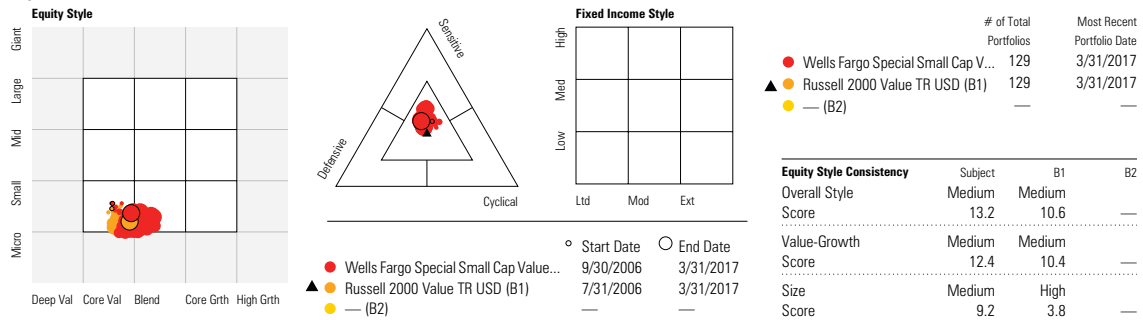 Equity Style
Giant
Large
Mid
Small
Micro
Deep Val Core Val Blend Core Grth High Grth
Sensitive
Defensive
Cyclical
Start Date End Date
Wells Fargo Special Small Cap Value... 9/30/2006 3/31/2017
Russell 2000 Value TR USD (B1) 7/31/2006 3/31/2017
— (B2) — —
Fixed Income Style
High
Med
Low
Ltd Mod Ext
# of Total Most Recent
Portfolios Portfolio Date
Wells Fargo Special Small Cap V... 129 3/31/2017
Russell 2000 Value TR USD (B1) 129 3/31/2017
— (B2) — —
Equity Style Consistency Subject B1 B2
Overall Style Medium Medium
Score 13.2 10.6 —
Value-Growth Medium Medium
Score 12.4 10.4 —
Size Medium High
Score 9.2 3.8 —